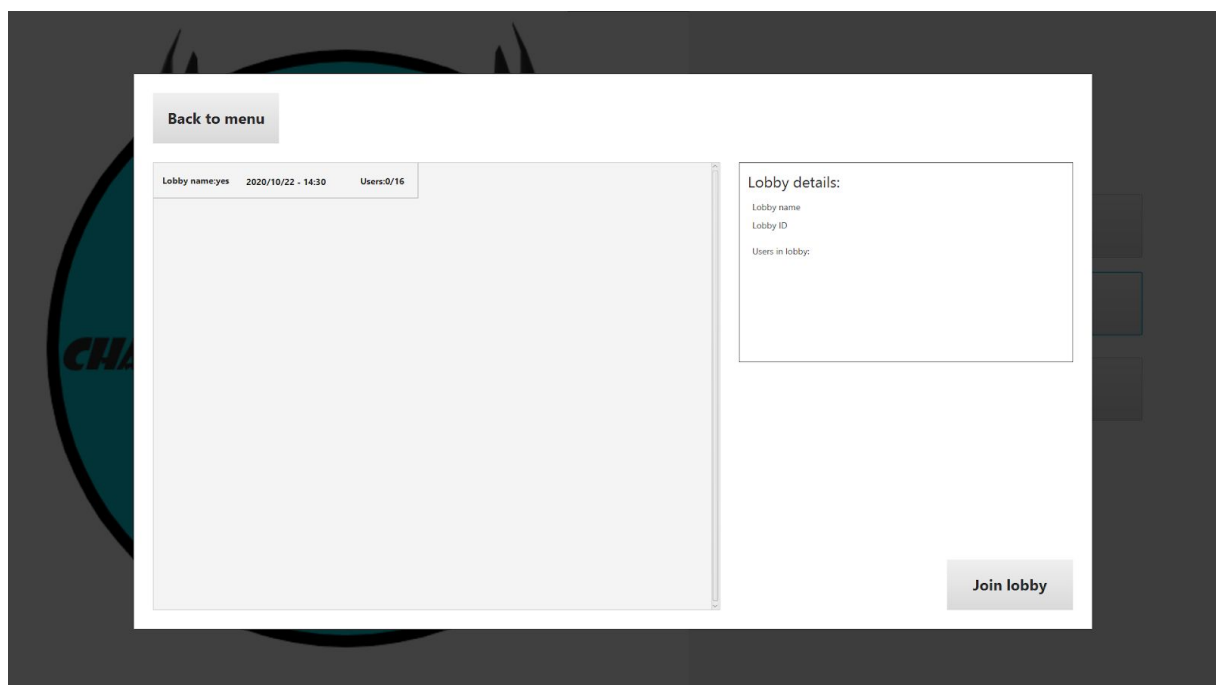 Back to menu
Lobby name:yes 2020/10/22 - 14:30 Users:0/16
Lobby details:
Lobby name
Lobby ID
Users in lobby:
Join lobby
CHA